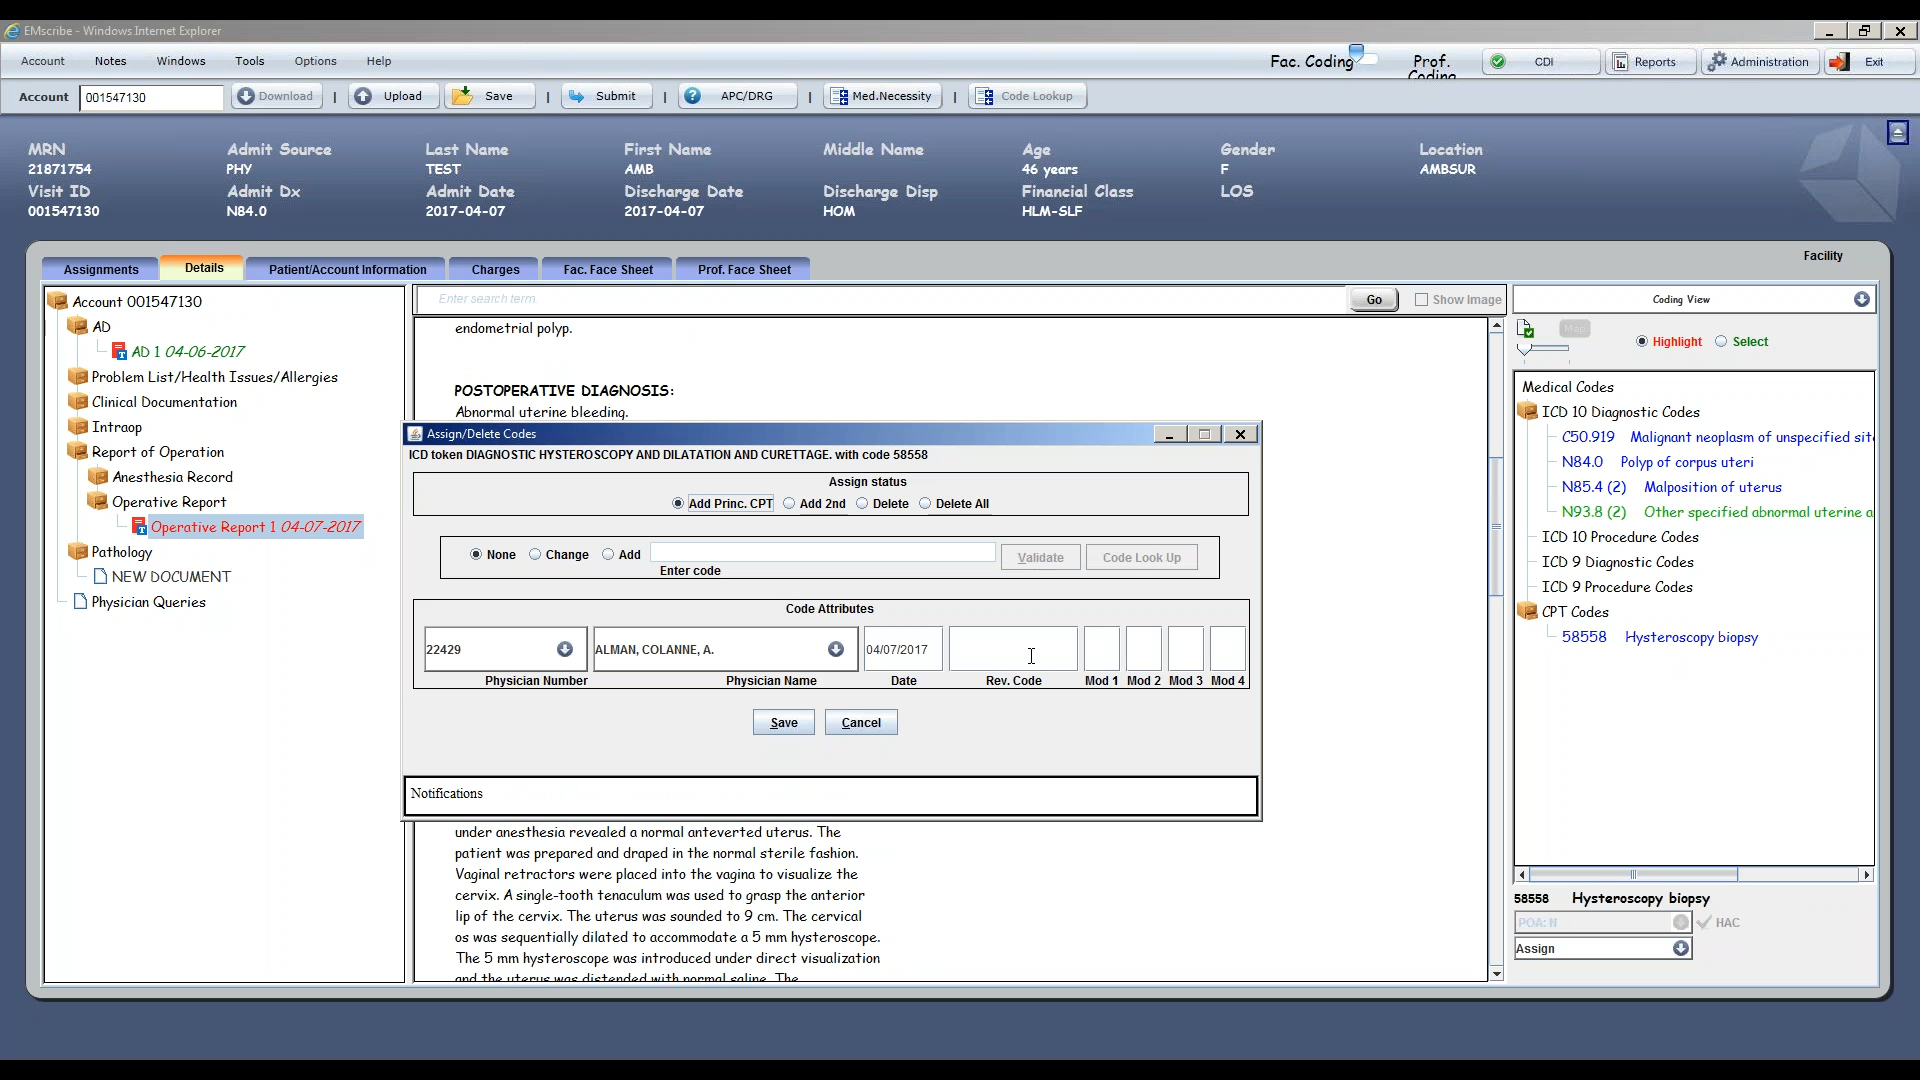 EMscribe - Windows Internet Explorer
Account Notes Windows Tools Options Help
Fac. Coding Prof. Coding CDI Reports Administration Exit
Account 001547130 Download | Upload Save | Submit | APC/DRG | Med.Necessity | Code Lookup
MRN Admit Source Last Name First Name Middle Name Age Gender Location
21871754 PHY TEST AMB 46 years F AMBSUR
Visit ID Admit Dx Admit Date Discharge Date Discharge Disp Financial Class LOS
001547130 N84.0 2017-04-07 2017-04-07 HOM HLM-SLF
Facility
Assignments Details Patient/Account Information Charges Fac. Face Sheet Prof. Face Sheet
Account 001547130
AD
AD 1 04-06-2017
Problem List/Health Issues/Allergies
Clinical Documentation
Intraop
Report of Operation
Anesthesia Record
Operative Report
Operative Report 1 04-07-2017
Pathology
NEW DOCUMENT
Physician Queries
Enter search term. Go Show Image
endometrial polyp.
POSTOPERATIVE DIAGNOSIS:
Abnormal uterine bleeding.
Assign/Delete Codes
ICD token DIAGNOSTIC HYSTEROSCOPY AND DILATATION AND CURETTAGE. with code 58558
Assign status
Add Princ. CPT Add 2nd Delete Delete All
None Change Add Validate Code Look Up
Enter code
Code Attributes
22429 ALMAN, COLANNE, A. 04/07/2017
Physician Number Physician Name Date Rev. Code Mod 1 Mod 2 Mod 3 Mod 4
Save Cancel
Notifications
under anesthesia revealed a normal anteverted uterus. The
patient was prepared and draped in the normal sterile fashion.
Vaginal retractors were placed into the vagina to visualize the
cervix. A single-tooth tenaculum was used to grasp the anterior
lip of the cervix. The uterus was sounded to 9 cm. The cervical
os was sequentially dilated to accommodate a 5 mm hysteroscope.
The 5 mm hysteroscope was introduced under direct visualization
and the uterus was distended with normal saline. The
Coding View
Map Highlight Select
Medical Codes
ICD 10 Diagnostic Codes
C50.919 Malignant neoplasm of unspecified sit
N84.0 Polyp of corpus uteri
N85.4 (2) Malposition of uterus
N93.8 (2) Other specified abnormal uterine a
ICD 10 Procedure Codes
ICD 9 Diagnostic Codes
ICD 9 Procedure Codes
CPT Codes
58558 Hysteroscopy biopsy
58558 Hysteroscopy biopsy
POA: N HAC
Assign